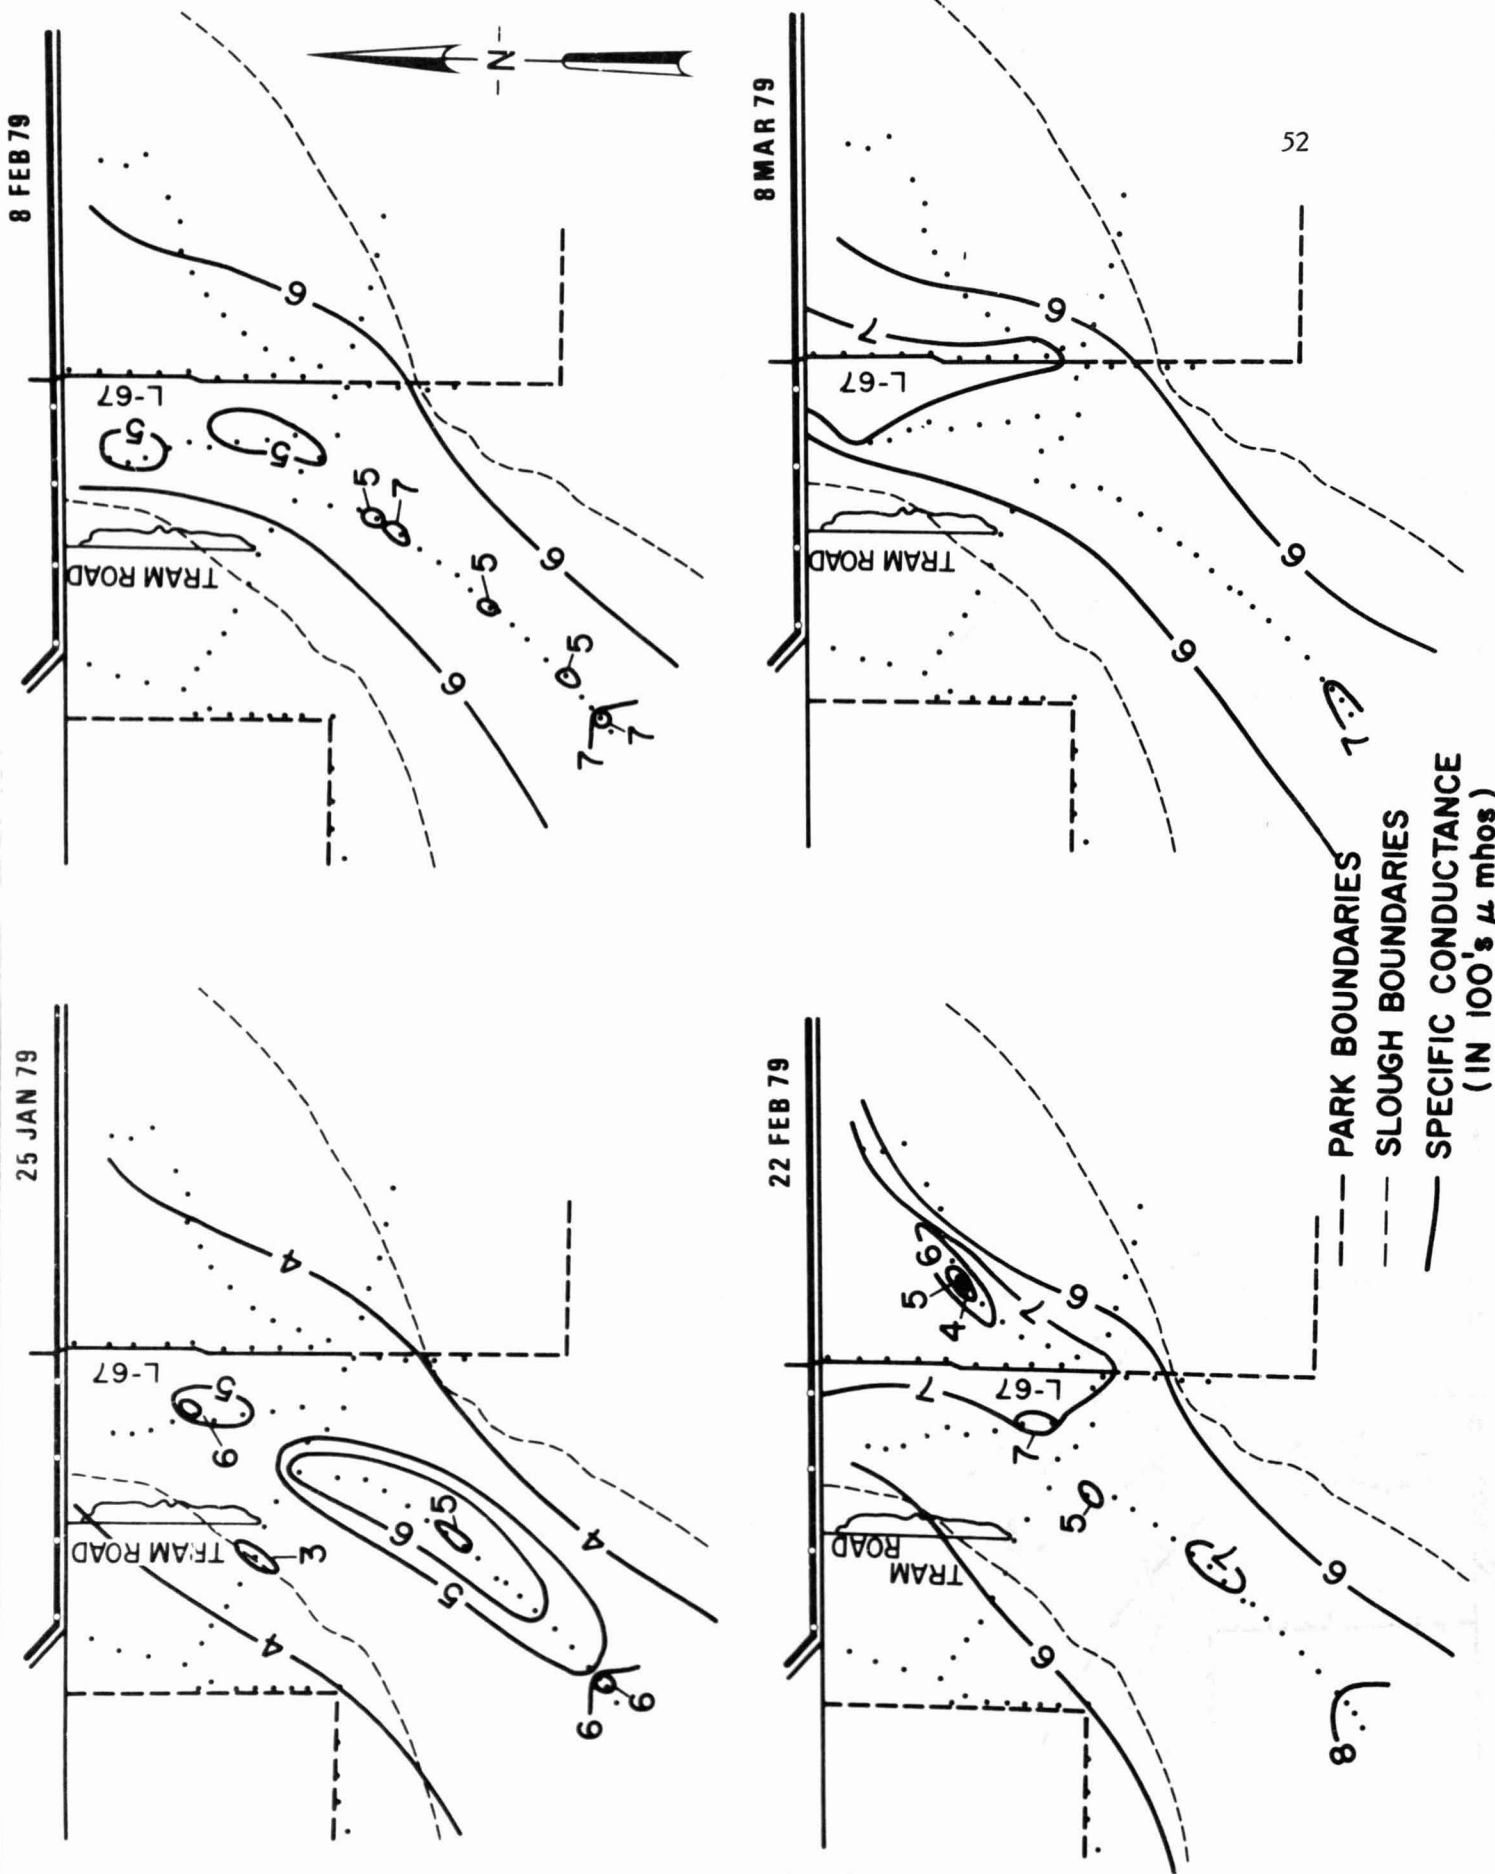 25 JAN 79
4
L-67
5
6
TRAM ROAD
3
4
6
5
5
4
6
6
8 FEB 79
-N-
6
L-67
5
5
TRAM ROAD
5
7
5
6
5
6
7
7
22 FEB 79
6
5
4
7
6
L-67
7
7
TRAM
ROAD
5
7
6
6
8
8 MAR 79
7
6
L-67
TRAM ROAD
6
6
7
PARK BOUNDARIES
SLOUGH BOUNDARIES
SPECIFIC CONDUCTANCE
(IN 100's μ mhos)
52